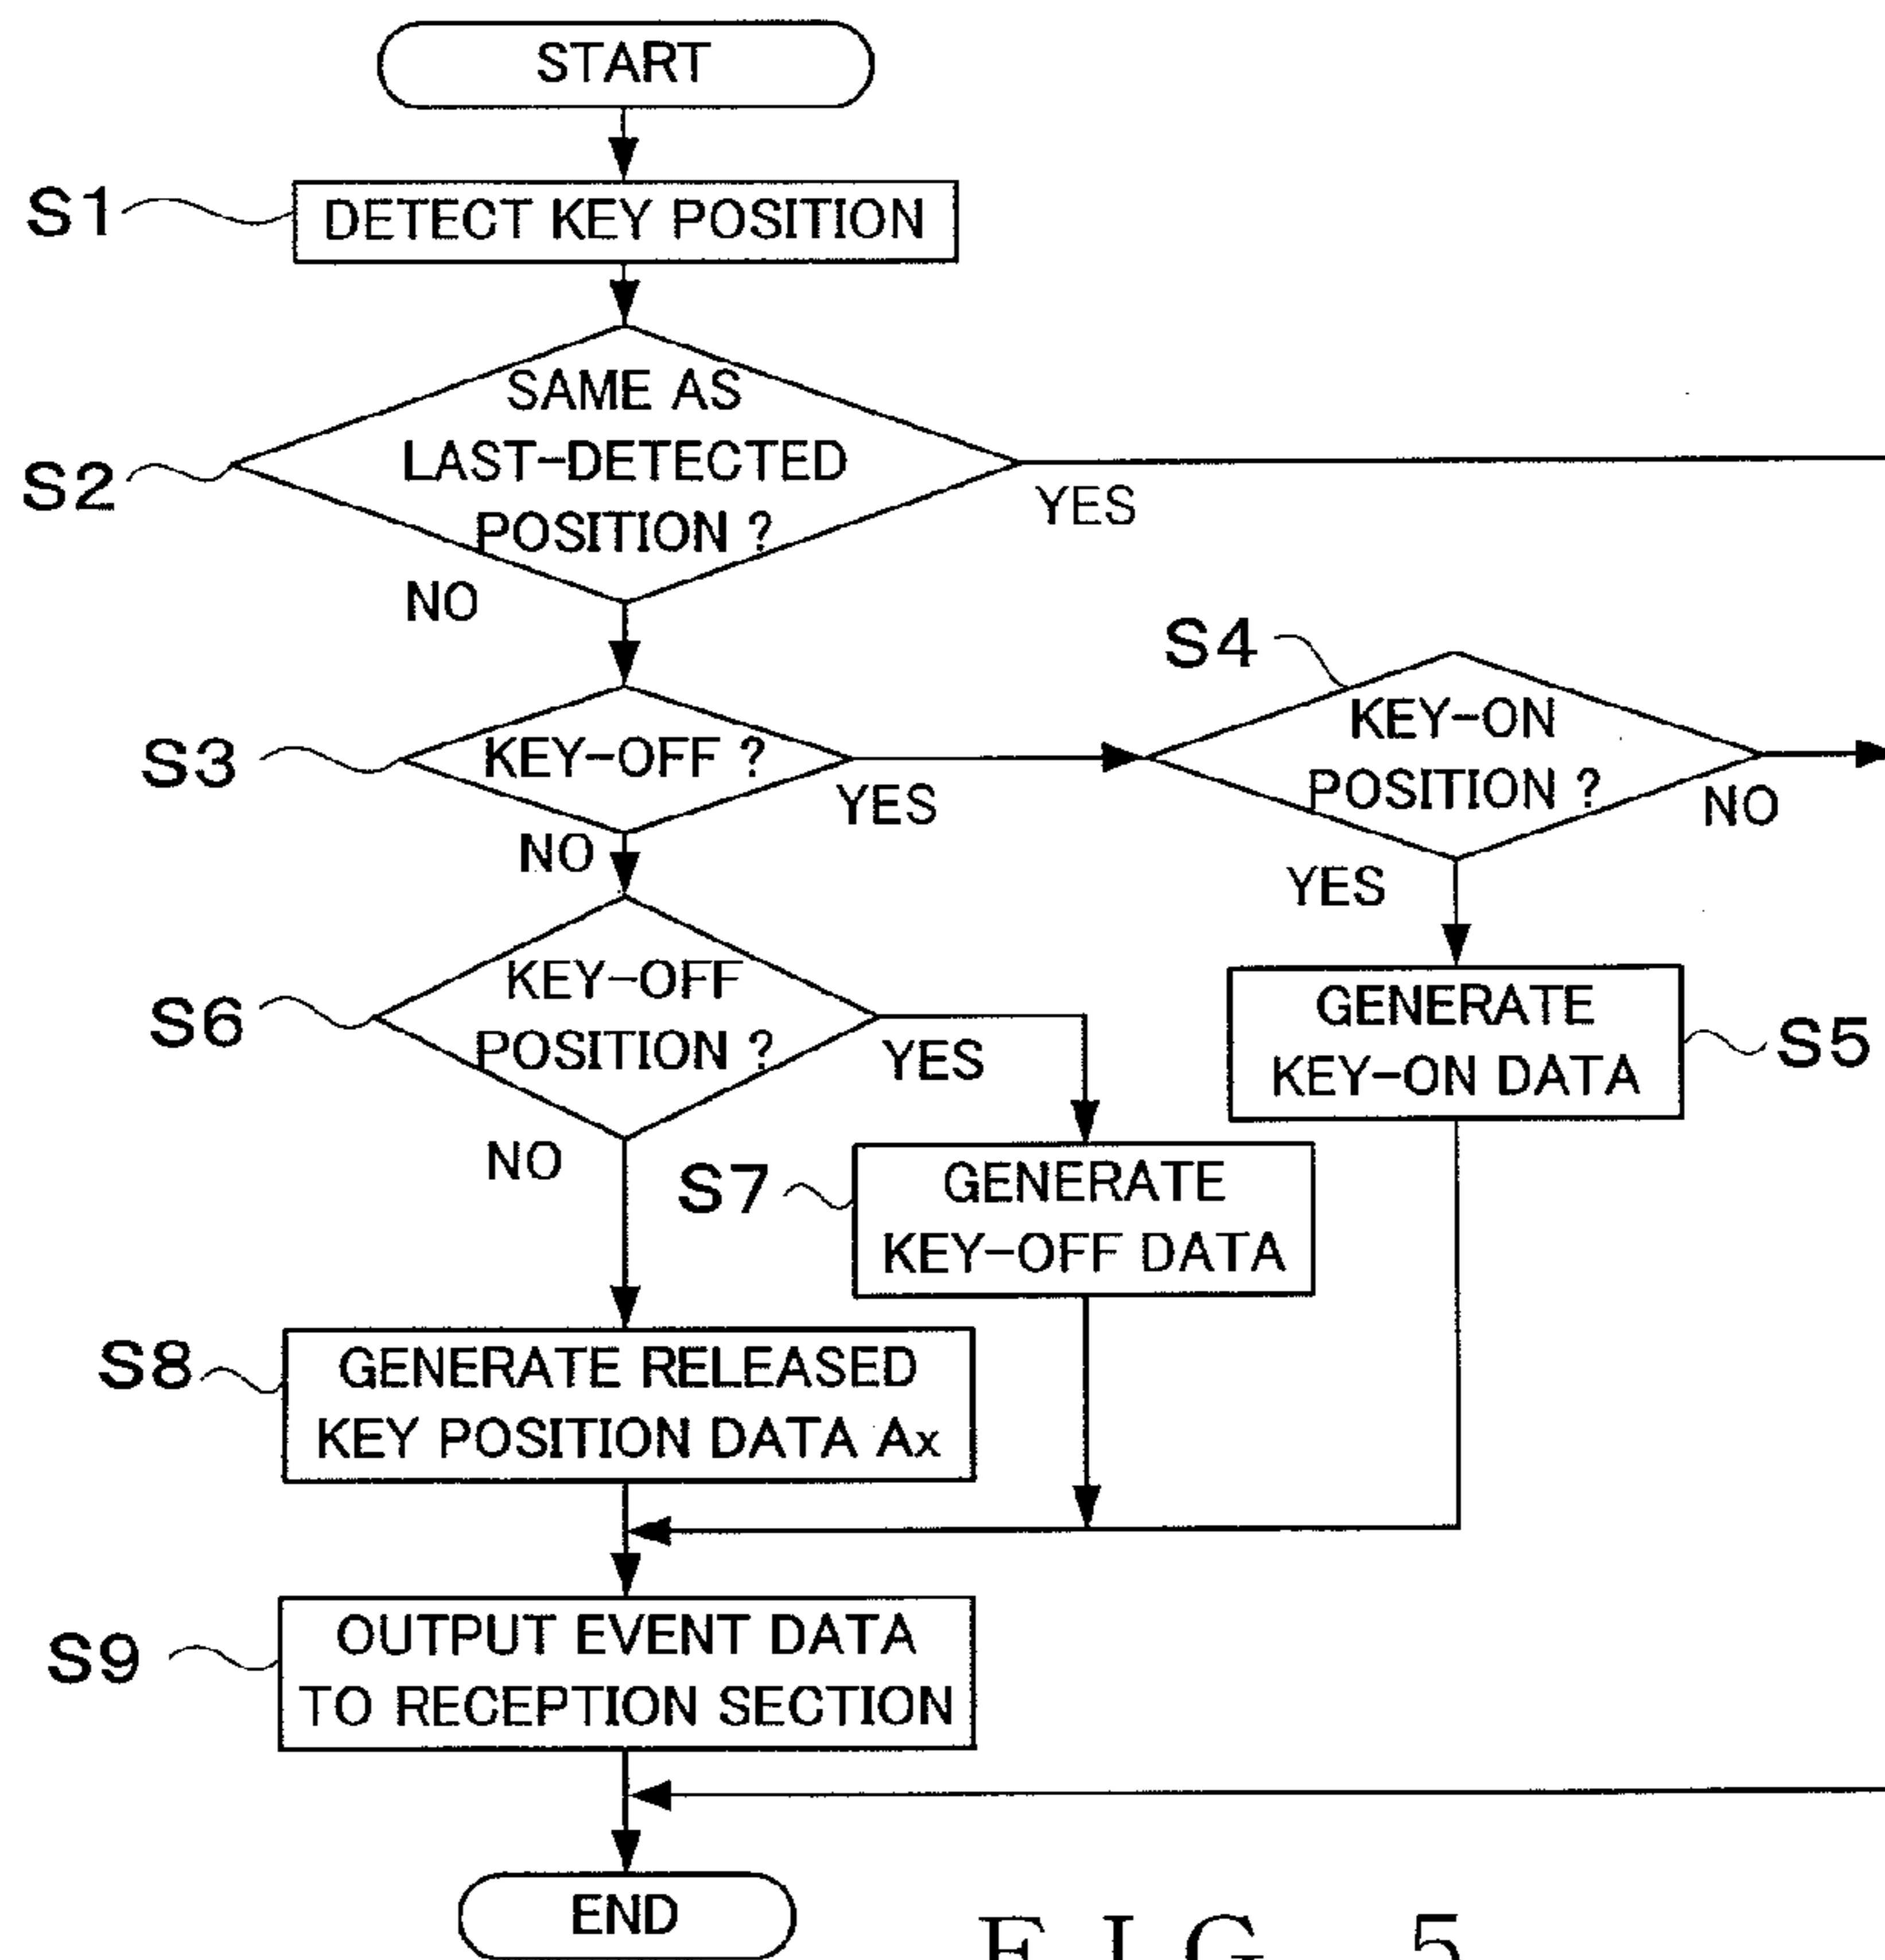 START
S1
DETECT KEY POSITION
S2
SAME AS
LAST-DETECTED
POSITION ?
YES
NO
S3
KEY-OFF ?
YES
NO
S4
KEY-ON
POSITION ?
NO
YES
S6
KEY-OFF
POSITION ?
YES
NO
GENERATE
KEY-ON DATA
S5
S7
GENERATE
KEY-OFF DATA
S8
GENERATE RELEASED
KEY POSITION DATA Ax
S9
OUTPUT EVENT DATA
TO RECEPTION SECTION
END
FIG. 5